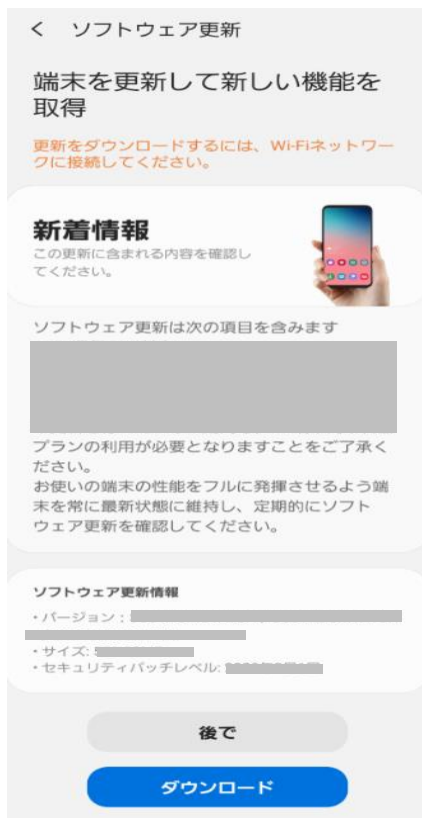 ソフトウェア更新
端末を更新して新しい機能を
取得
更新をダウンロードするには、Wi-Fiネットワー
クに接続してください。
新着情報
この更新に含まれる内容を確認し
てください。
ソフトウェア更新は次の項目を含みます
プランの利用が必要となりますことをご了承く
ださい。
お使いの端末の性能をフルに発揮させるよう端
末を常に最新状態に維持し、定期的にソフト
ウェア更新を確認してください。
ソフトウェア更新情報
・バージョン：
・サイズ:
・セキュリティパッチレベル:
後で
ダウンロード